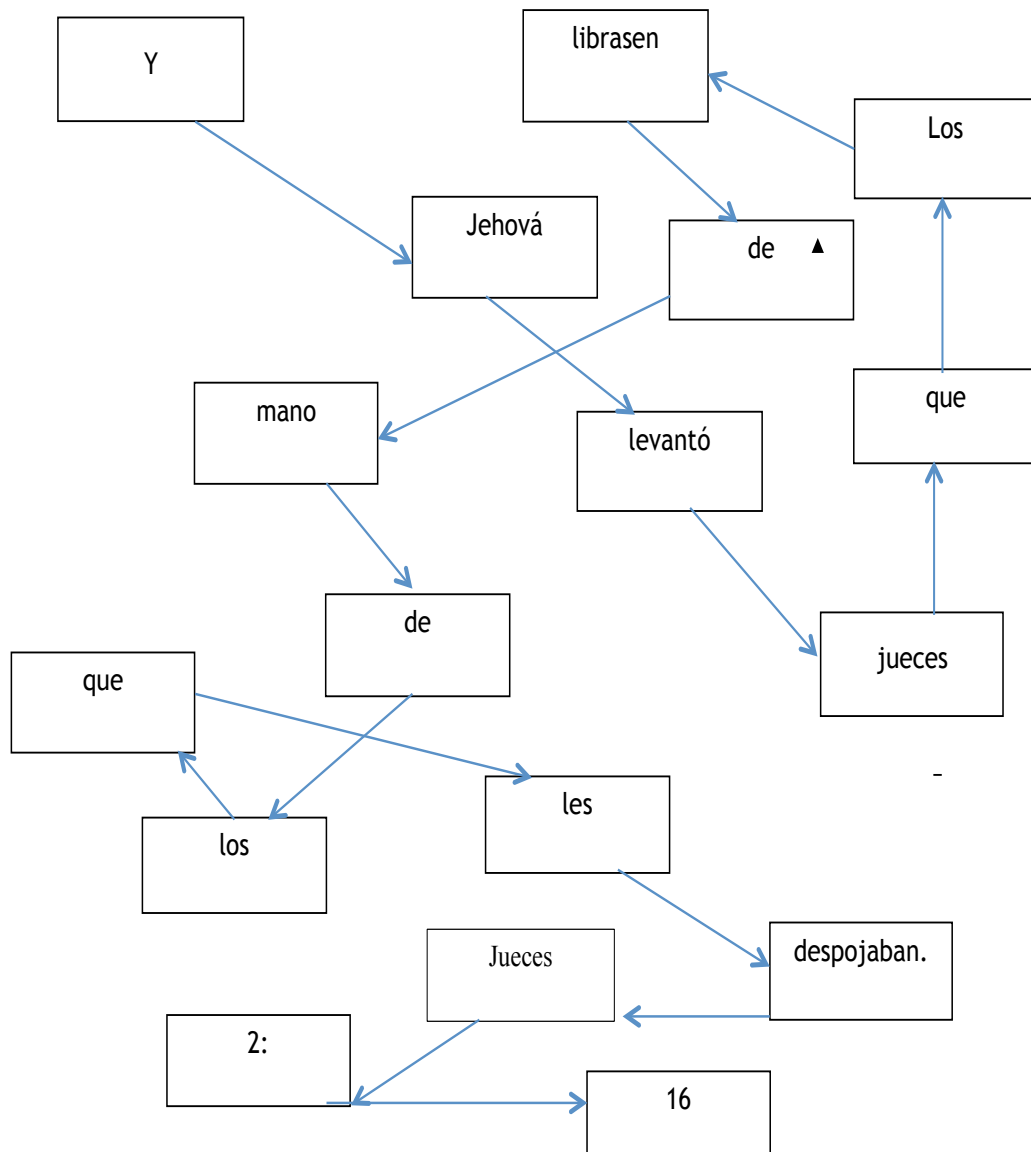 Y
Jehová
levantó
jueces
que
Los
librasen
de
mano
de
los
que
les
despojaban.
Jueces
2:
16